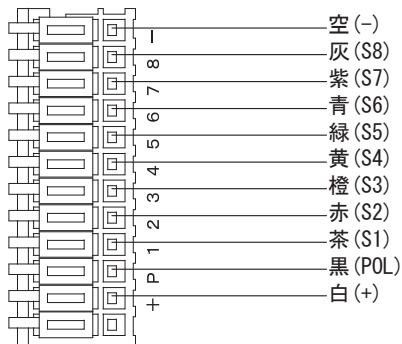 空(-)
灰(S8)
紫(S7)
青(S6)
緑(S5)
黄(S4)
橙(S3)
赤(S2)
茶(S1)
黒(POL)
白(+)
−
8
7
6
5
4
3
2
1
P
+